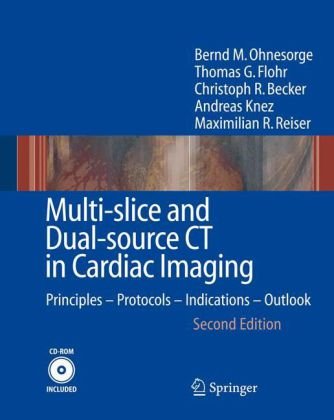 Bernd M. Ohnesorge
Thomas G. Flohr
Christoph R. Becker
Andreas Knez
Maximilian R. Reiser
Multi-slice and
Dual-source CT
in Cardiac Imaging
Principles – Protocols – Indications – Outlook
Second Edition
CD-ROM
INCLUDED
Springer